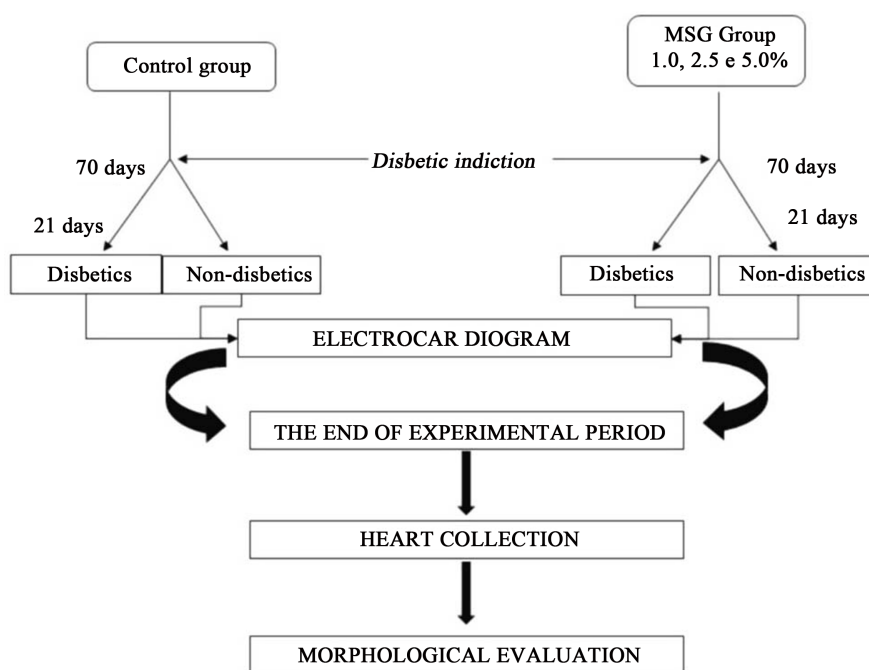 Control group
MSG Group
1.0, 2.5 e 5.0%
70 days
Disbetic indiction
70 days
21 days
21 days
Disbetics
Non-disbetics
Disbetics
Non-disbetics
ELECTROCAR DIOGRAM
THE END OF EXPERIMENTAL PERIOD
HEART COLLECTION
MORPHOLOGICAL EVALUATION